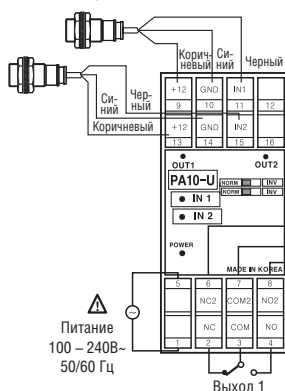 Корич-
невый
Си-
ний
Черный
Си-
ний
Чер-
ный
Коричневый
+12 GND IN1
9 10 11 12
+12 GND IN2
13 14 15 16
OUT1 OUT2
PA10-U
NORM INV
NORM INV
IN 1
IN 2
POWER
MADE IN KOREA
5 6 7 8
NC2 COM2 NO2
NC COM NO
1 2 3 4
Питание
100 – 240В~
50/60 Гц
Выход 1